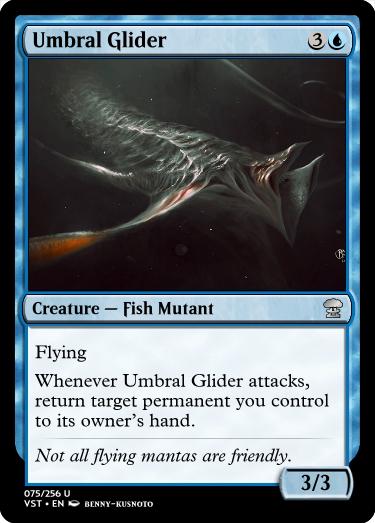 Umbral Glider 3
Creature — Fish Mutant
Flying
Whenever Umbral Glider attacks,
return target permanent you control
to its owner's hand.
Not all flying mantas are friendly.
3/3
075/256 U
VST • EN BENNY-KUSNOTO